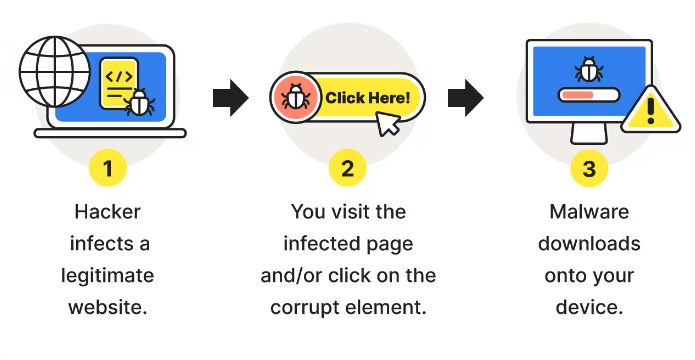 </>
Click Here!
1
2
3
Hacker
infects a
legitimate
website.
You visit the
infected page
and/or click on the
corrupt element.
Malware
downloads
onto your
device.